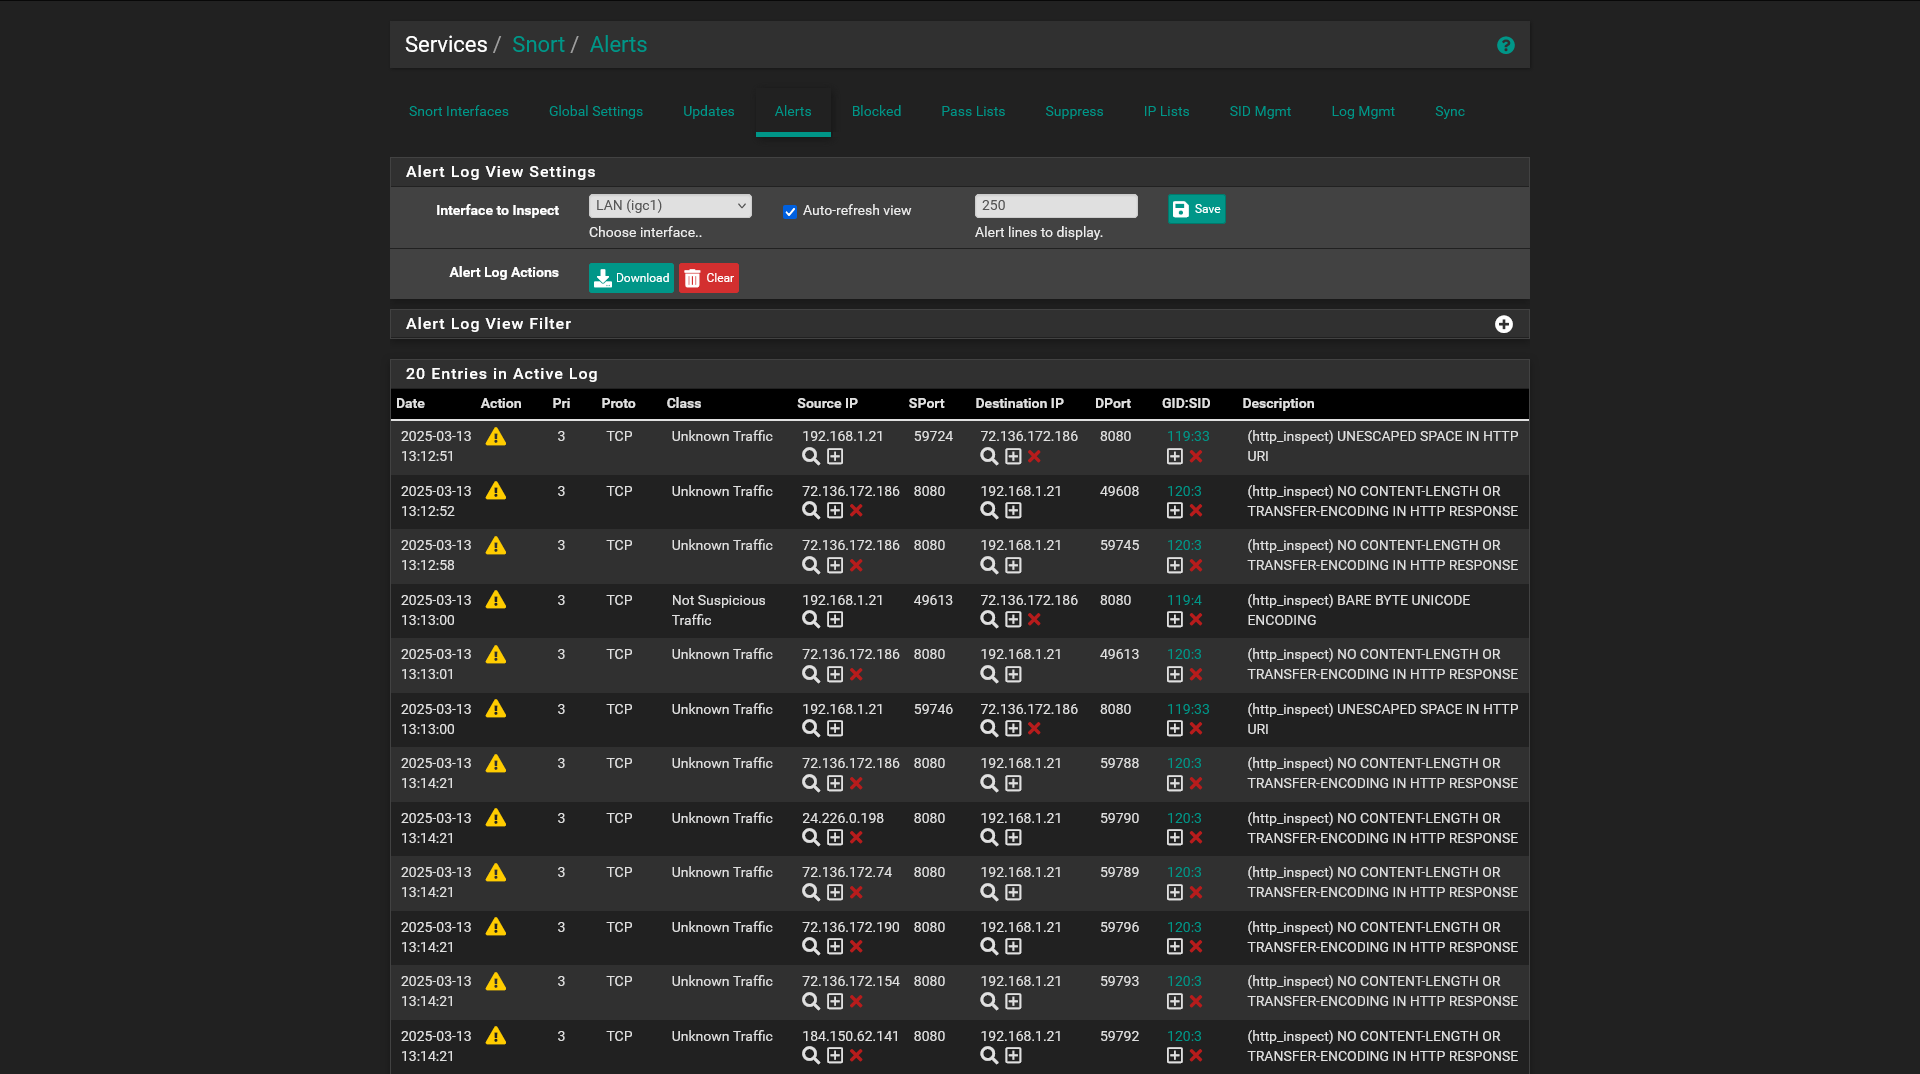 Services / Snort / Alerts
Snort Interfaces Global Settings Updates Alerts Blocked Pass Lists Suppress IP Lists SID Mgmt Log Mgmt Sync
Alert Log View Settings
Interface to Inspect LAN (igc1) Auto-refresh view 250 Save
Choose interface.. Alert lines to display.
Alert Log Actions Download Clear
Alert Log View Filter
20 Entries in Active Log
Date Action Pri Proto Class Source IP SPort Destination IP DPort GID:SID Description
2025-03-13 3 TCP Unknown Traffic 192.168.1.21 59724 72.136.172.186 8080 119:33 (http_inspect) UNESCAPED SPACE IN HTTP
13:12:51 URI
2025-03-13 3 TCP Unknown Traffic 72.136.172.186 8080 192.168.1.21 49608 120:3 (http_inspect) NO CONTENT-LENGTH OR
13:12:52 TRANSFER-ENCODING IN HTTP RESPONSE
2025-03-13 3 TCP Unknown Traffic 72.136.172.186 8080 192.168.1.21 59745 120:3 (http_inspect) NO CONTENT-LENGTH OR
13:12:58 TRANSFER-ENCODING IN HTTP RESPONSE
2025-03-13 3 TCP Not Suspicious 192.168.1.21 49613 72.136.172.186 8080 119:4 (http_inspect) BARE BYTE UNICODE
13:13:00 Traffic ENCODING
2025-03-13 3 TCP Unknown Traffic 72.136.172.186 8080 192.168.1.21 49613 120:3 (http_inspect) NO CONTENT-LENGTH OR
13:13:01 TRANSFER-ENCODING IN HTTP RESPONSE
2025-03-13 3 TCP Unknown Traffic 192.168.1.21 59746 72.136.172.186 8080 119:33 (http_inspect) UNESCAPED SPACE IN HTTP
13:13:00 URI
2025-03-13 3 TCP Unknown Traffic 72.136.172.186 8080 192.168.1.21 59788 120:3 (http_inspect) NO CONTENT-LENGTH OR
13:14:21 TRANSFER-ENCODING IN HTTP RESPONSE
2025-03-13 3 TCP Unknown Traffic 24.226.0.198 8080 192.168.1.21 59790 120:3 (http_inspect) NO CONTENT-LENGTH OR
13:14:21 TRANSFER-ENCODING IN HTTP RESPONSE
2025-03-13 3 TCP Unknown Traffic 72.136.172.74 8080 192.168.1.21 59789 120:3 (http_inspect) NO CONTENT-LENGTH OR
13:14:21 TRANSFER-ENCODING IN HTTP RESPONSE
2025-03-13 3 TCP Unknown Traffic 72.136.172.190 8080 192.168.1.21 59796 120:3 (http_inspect) NO CONTENT-LENGTH OR
13:14:21 TRANSFER-ENCODING IN HTTP RESPONSE
2025-03-13 3 TCP Unknown Traffic 72.136.172.154 8080 192.168.1.21 59793 120:3 (http_inspect) NO CONTENT-LENGTH OR
13:14:21 TRANSFER-ENCODING IN HTTP RESPONSE
2025-03-13 3 TCP Unknown Traffic 184.150.62.141 8080 192.168.1.21 59792 120:3 (http_inspect) NO CONTENT-LENGTH OR
13:14:21 TRANSFER-ENCODING IN HTTP RESPONSE